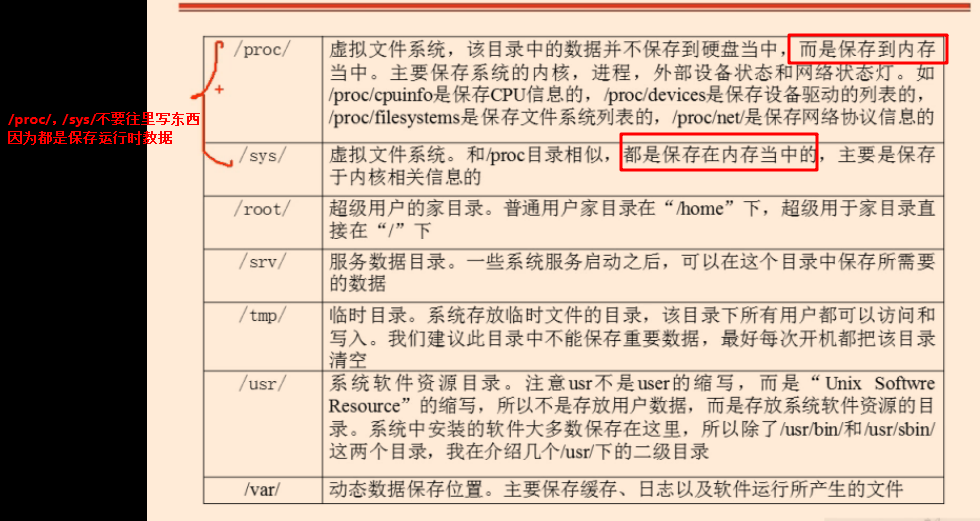 /proc/, /sys/不要往里写东西
因为都是保存运行时数据
/proc/
虚拟文件系统，该目录中的数据并不保存到硬盘当中，而是保存到内存
当中。主要保存系统的内核，进程，外部设备状态和网络状态灯。如
/proc/cpuinfo是保存CPU信息的，/proc/devices是保存设备驱动的列表的，
/proc/filesystems是保存文件系统列表的，/proc/net/是保存网络协议信息的
/sys/
虚拟文件系统。和/proc目录相似，都是保存在内存当中的，主要是保存
于内核相关信息的
/root/
超级用户的家目录。普通用户家目录在“/home”下，超级用于家目录直
接在“/”下
/srv/
服务数据目录。一些系统服务启动之后，可以在这个目录中保存所需要
的数据
/tmp/
临时目录。系统存放临时文件的目录，该目录下所有用户都可以访问和
写入。我们建议此目录中不能保存重要数据，最好每次开机都把该目录
清空
/usr/
系统软件资源目录。注意usr不是user的缩写，而是“Unix Softwre
Resource”的缩写，所以不是存放用户数据，而是存放系统软件资源的目
录。系统中安装的软件大多数保存在这里，所以除了/usr/bin/和/usr/sbin/
这两个目录，我在介绍几个/usr/下的二级目录
/var/
动态数据保存位置。主要保存缓存、日志以及软件运行所产生的文件